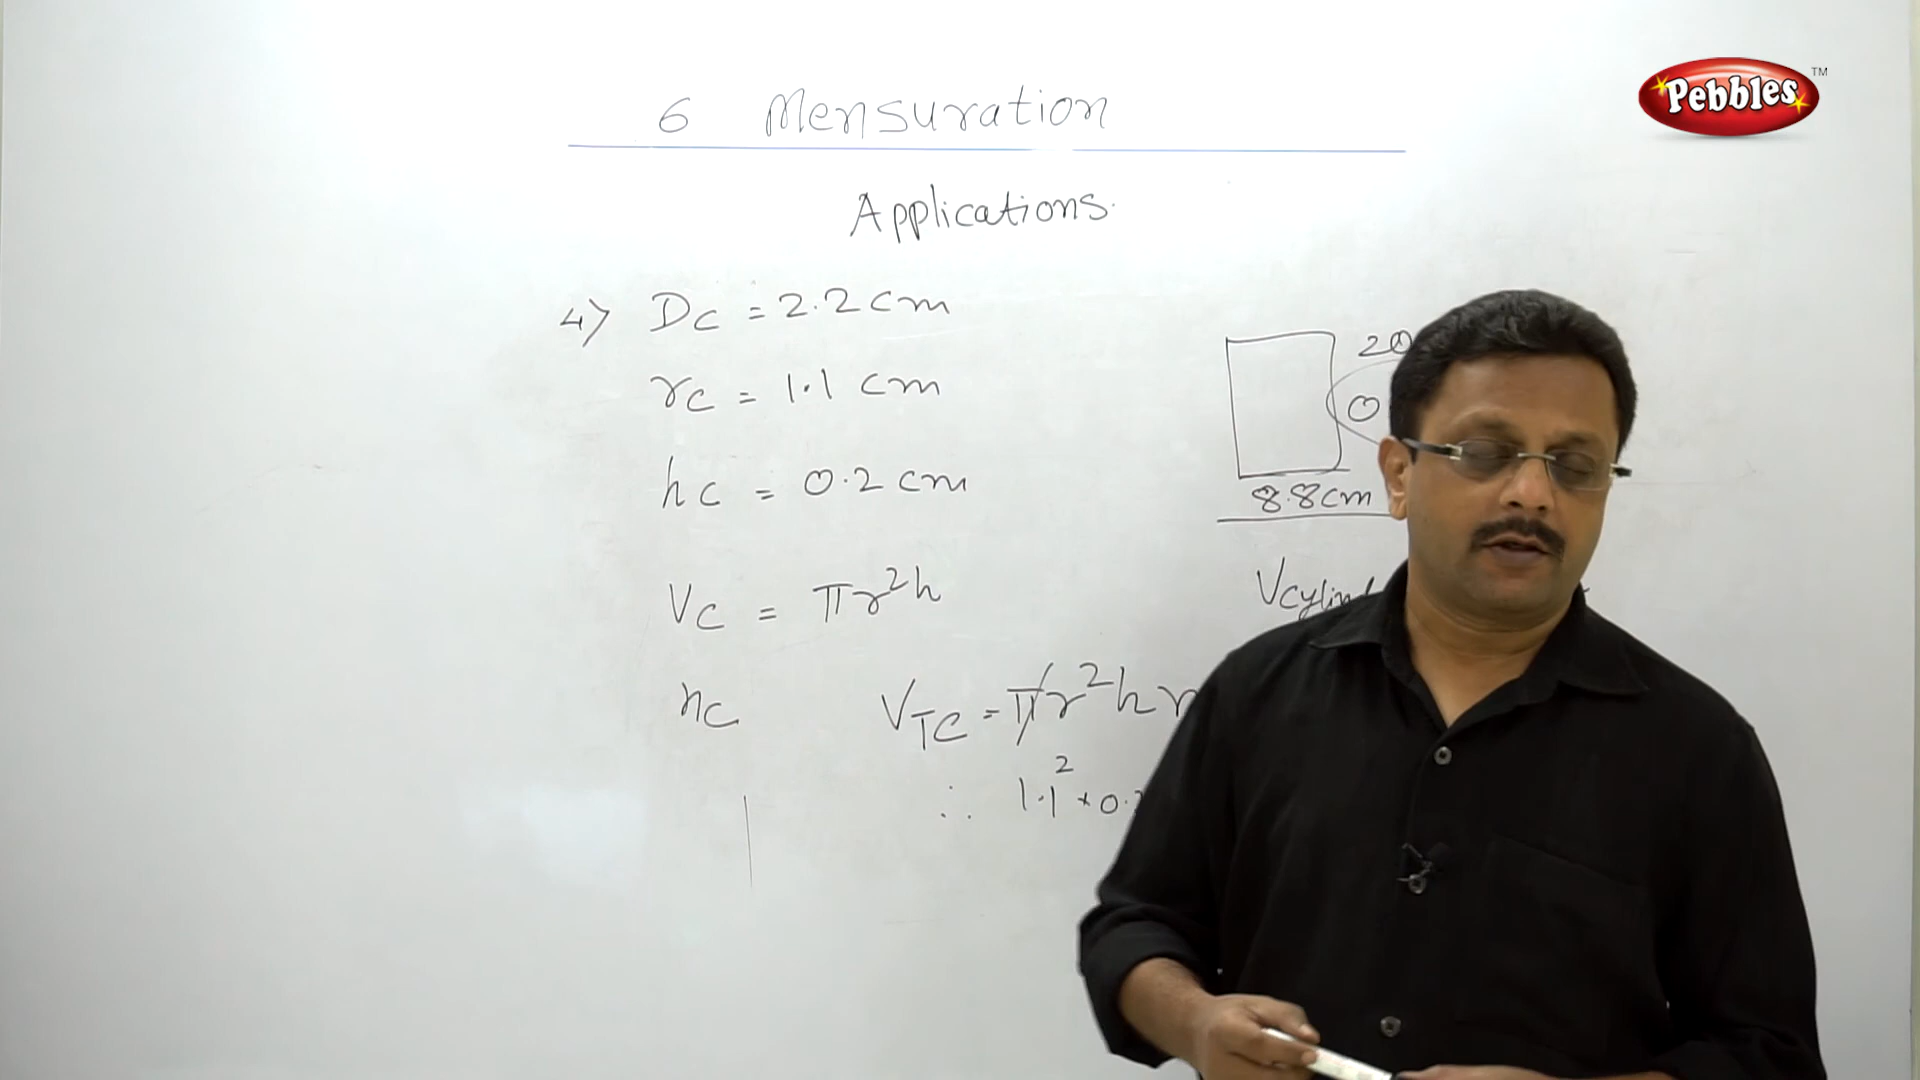 Pebbles TM
6 Mensuration
Applications.
4) Dc = 2.2 cm
rc = 1.1 cm
hc = 0.2 cm
Vc = πr²h
nc
VTC = πr²h
∴ 1.1² × 0.
20
0
8.8cm